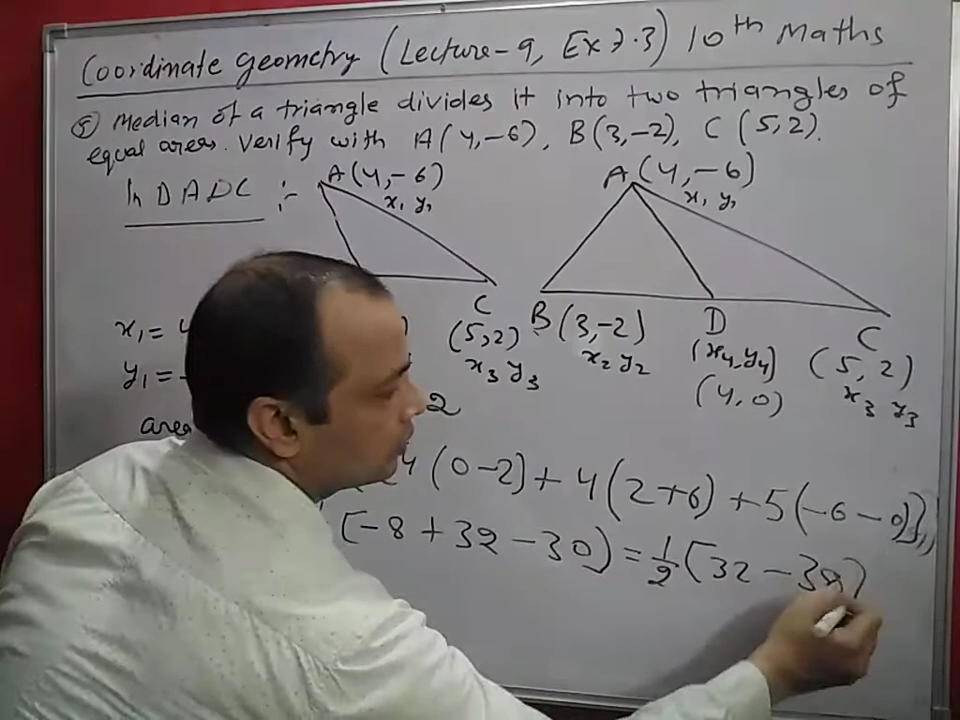 Coordinate geometry (Lecture-9, Ex 7.3) 10th Maths
⑤ Median of a triangle divides it into two triangles of
equal areas. Verify with A(4,-6), B(3,-2), C(5,2).
In D ADC :-
A(4,-6)
x₁ y₁
C
(5,2)
x₃ y₃
A(4,-6)
x₁ y₁
B(3,-2)
x₂ y₂
D
(x₄,y₄)
(4,0)
C
(5,2)
x₃ y₃
x₁=
y₁=
2
area
4(0-2)+4(2+6)+5(-6-0)},,
(-8+32-30)=1/2(32-38)